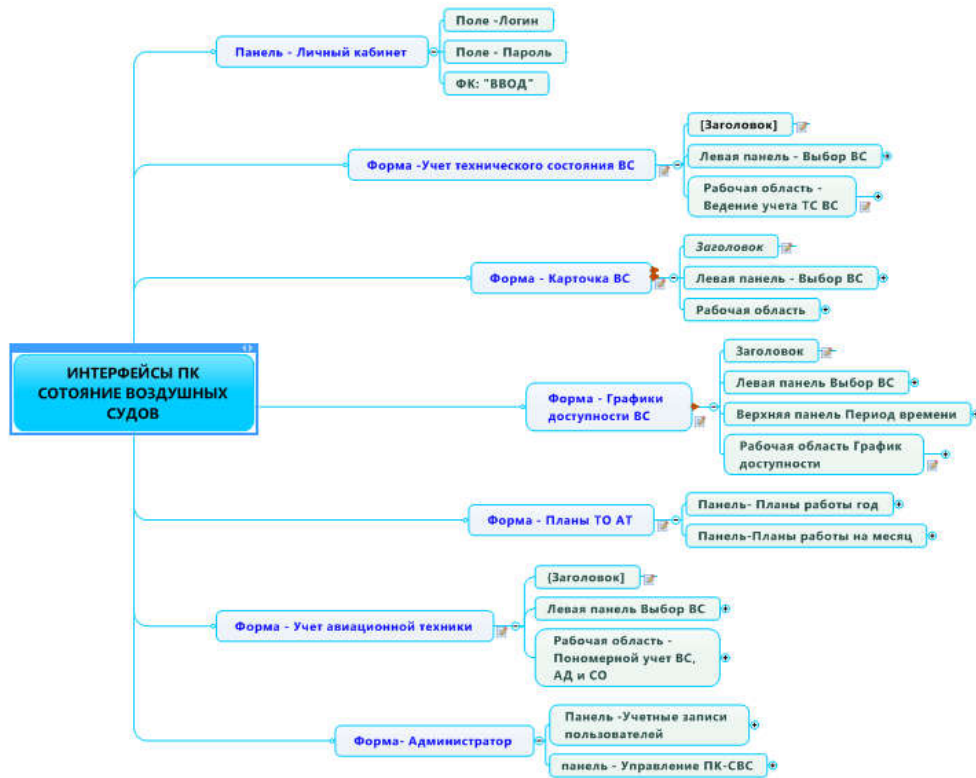 Поле -Логин
Панель - Личный кабинет
Поле - Пароль
ФК: "ВВОД"
[Заголовок]
Форма -Учет технического состояния ВС
Левая панель - Выбор ВС
Рабочая область -
Ведение учета ТС ВС
Заголовок
Форма - Карточка ВС
Левая панель - Выбор ВС
Рабочая область
ИНТЕРФЕЙСЫ ПК
СОТОЯНИЕ ВОЗДУШНЫХ
СУДОВ
Заголовок
Форма - Графики
доступности ВС
Левая панель Выбор ВС
Верхняя панель Период времени
Рабочая область График
доступности
Форма - Планы ТО АТ
Панель- Планы работы год
Панель-Планы работы на месяц
(Заголовок]
Форма - Учет авиационной техники
Левая панель Выбор ВС
Рабочая область -
Пономерной учет ВС,
АД и СО
Форма- Администратор
Панель -Учетные записи
пользователей
панель - Управление ПК-СВС